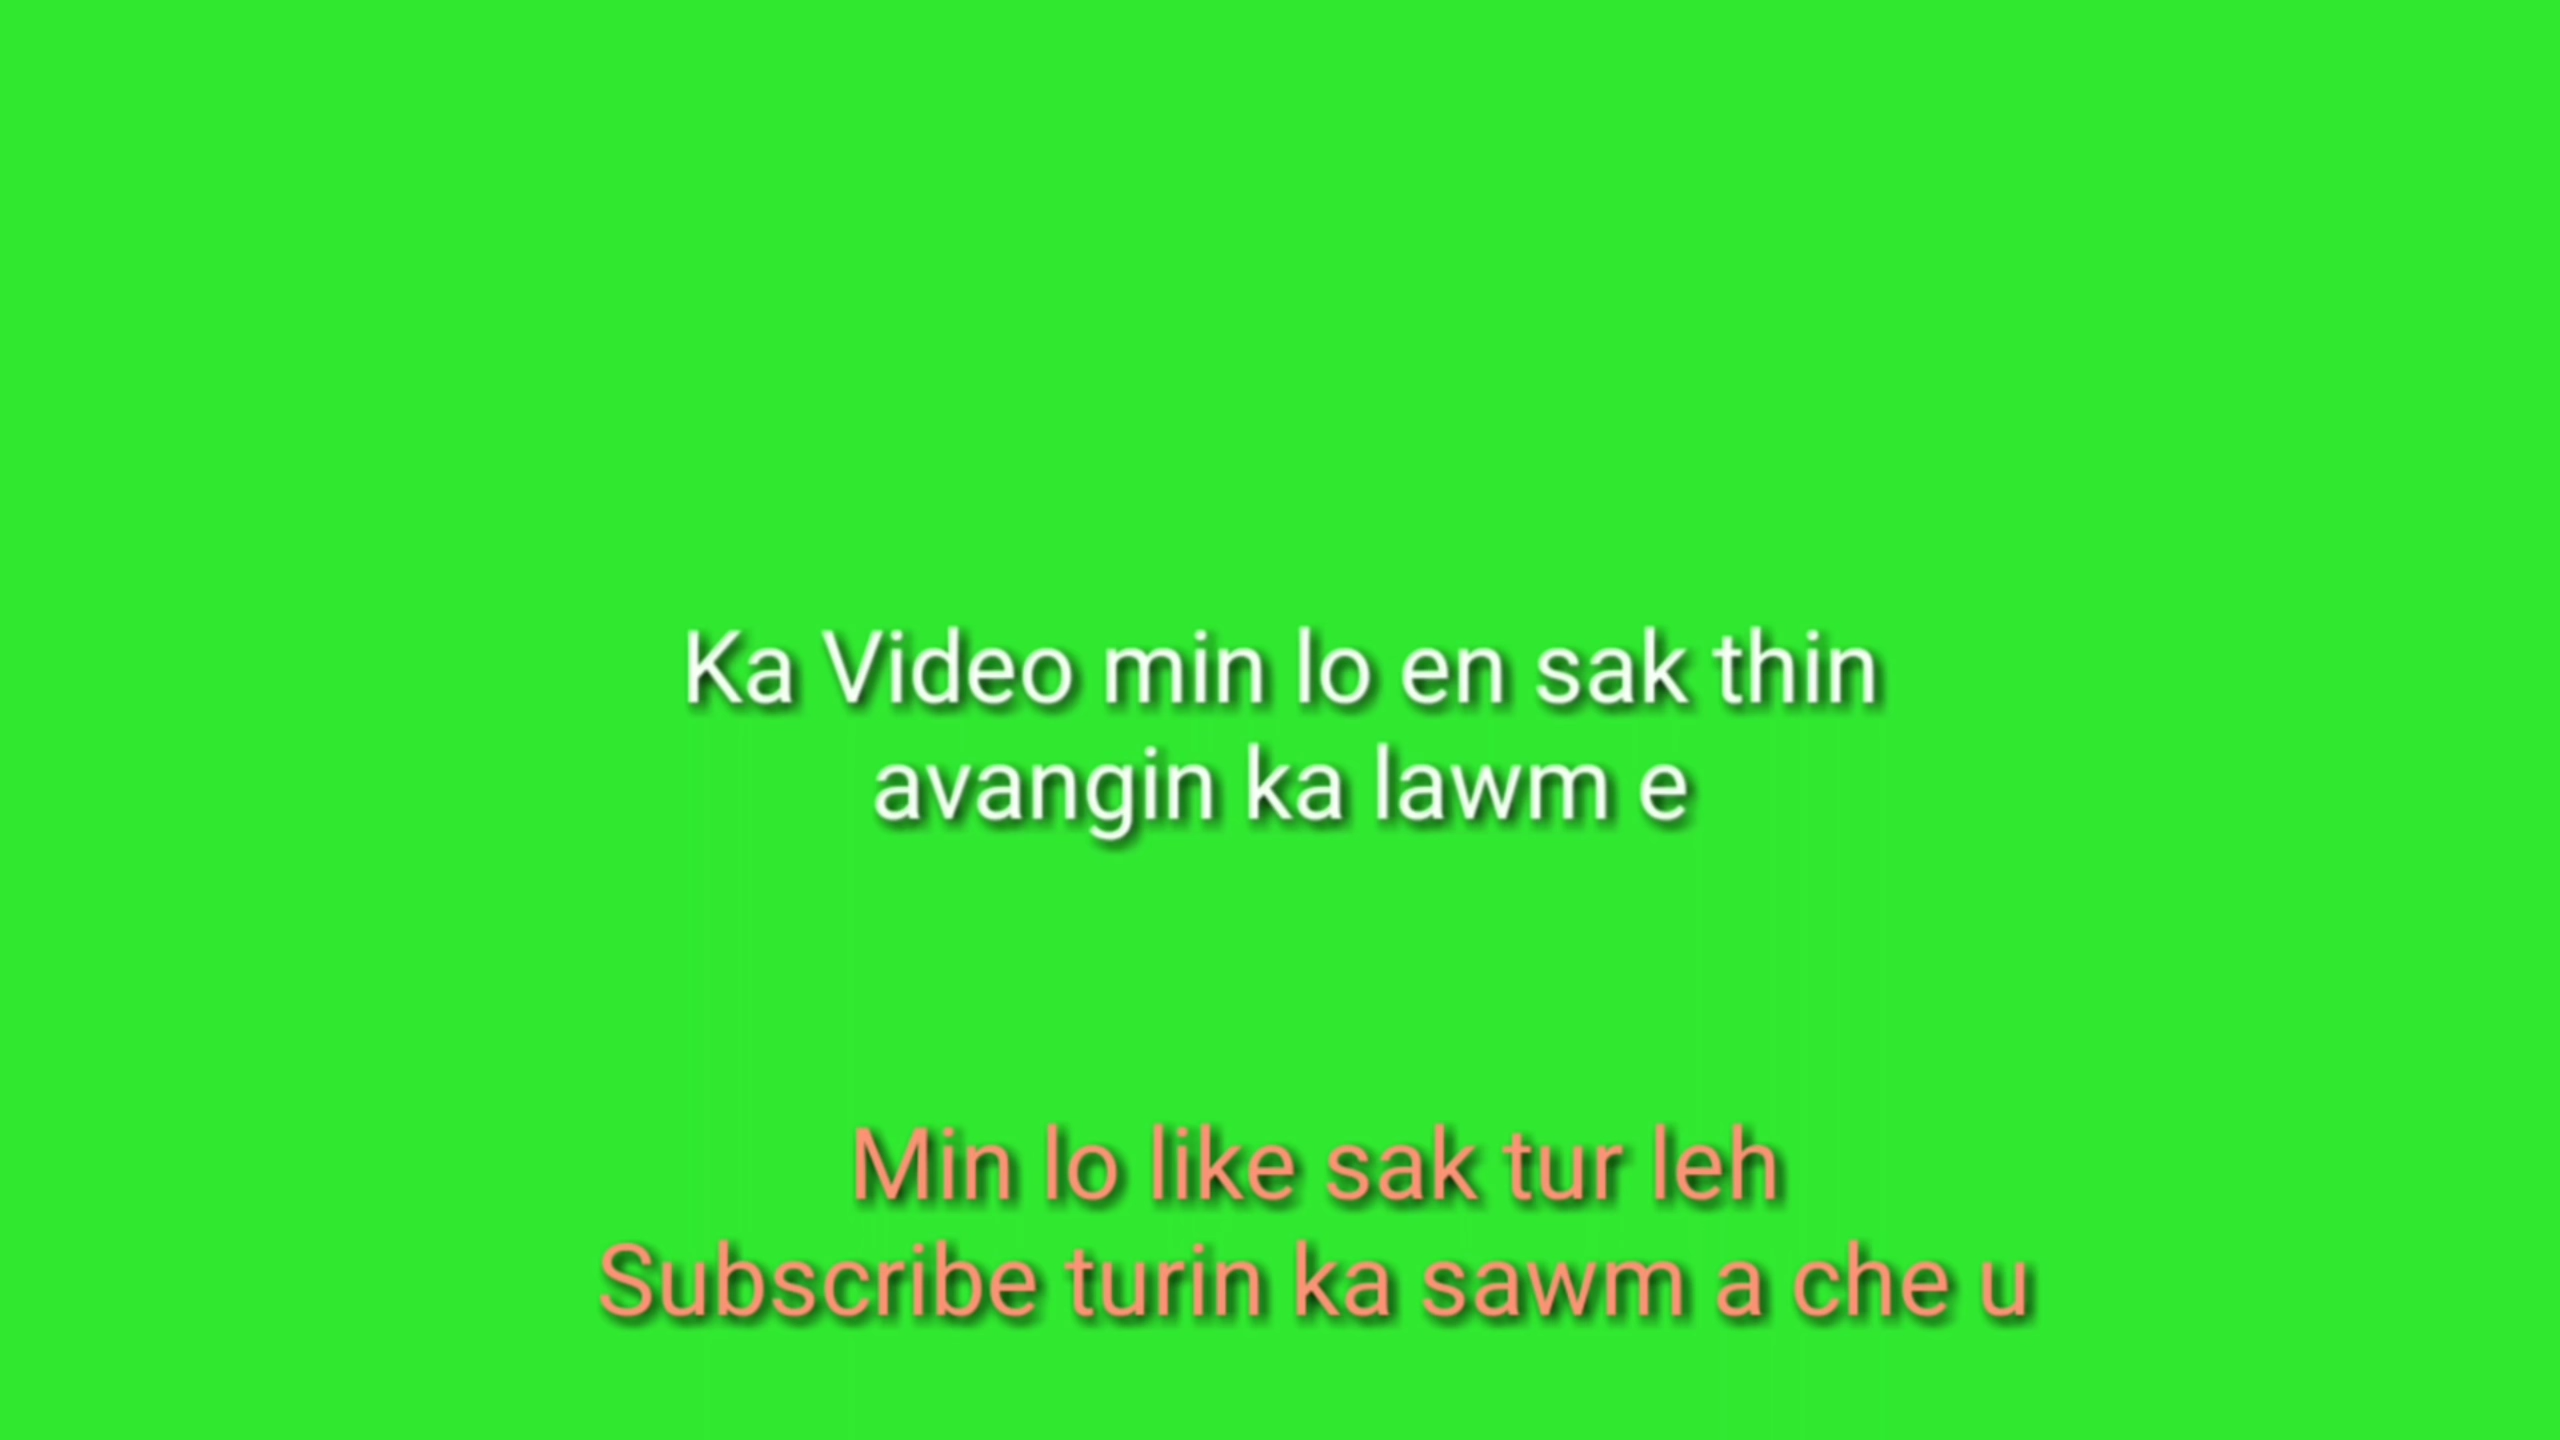 Ka Video min lo en sak thin
avangin ka lawm e
Min lo like sak tur leh
Subscribe turin ka sawm a che u